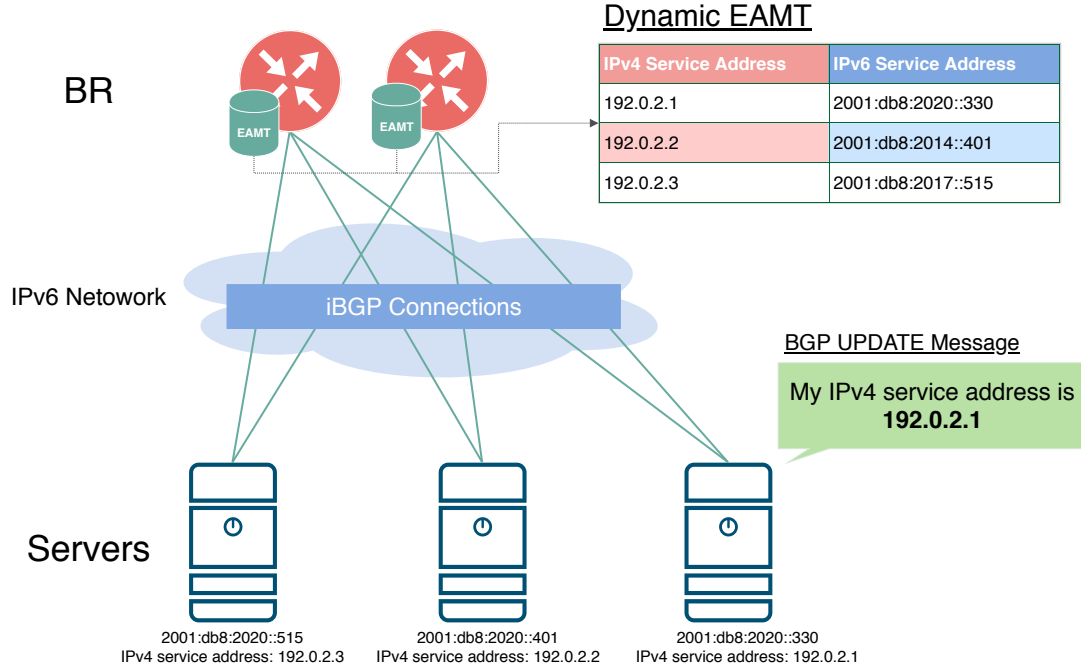 Dynamic EAMT
BR
IPv4 Service Address IPv6 Service Address
192.0.2.1 2001:db8:2020::330
EAMT EAMT
192.0.2.2 2001:db8:2014::401
192.0.2.3 2001:db8:2017::515
IPv6 Netowork
iBGP Connections
BGP UPDATE Message
My IPv4 service address is
192.0.2.1
Servers
2001:db8:2020::515
IPv4 service address: 192.0.2.3
2001:db8:2020::401
IPv4 service address: 192.0.2.2
2001:db8:2020::330
IPv4 service address: 192.0.2.1